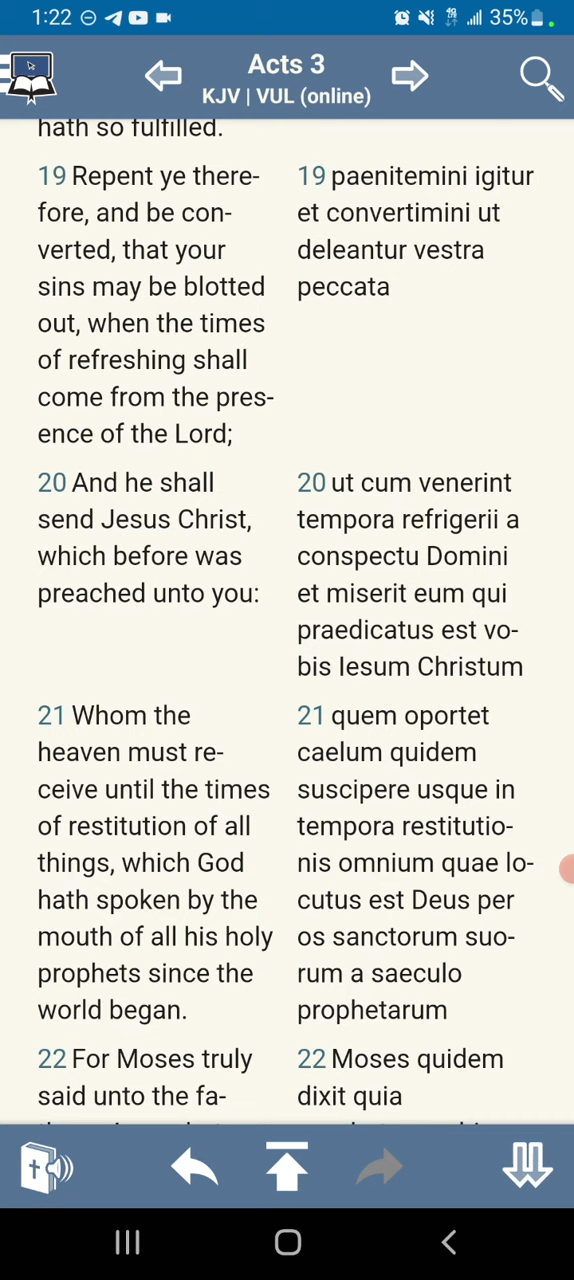 1:22
35%
Acts 3
KJV | VUL (online)
hath so fulfilled.
19 Repent ye there-
fore, and be con-
verted, that your
sins may be blotted
out, when the times
of refreshing shall
come from the pres-
ence of the Lord;
19 paenitemini igitur
et convertimini ut
deleantur vestra
peccata
20 And he shall
send Jesus Christ,
which before was
preached unto you:
20 ut cum venerint
tempora refrigerii a
conspectu Domini
et miserit eum qui
praedicatus est vo-
bis Iesum Christum
21 Whom the
heaven must re-
ceive until the times
of restitution of all
things, which God
hath spoken by the
mouth of all his holy
prophets since the
world began.
21 quem oportet
caelum quidem
suscipere usque in
tempora restitutio-
nis omnium quae lo-
cutus est Deus per
os sanctorum suo-
rum a saeculo
prophetarum
22 For Moses truly
said unto the fa-
22 Moses quidem
dixit quia